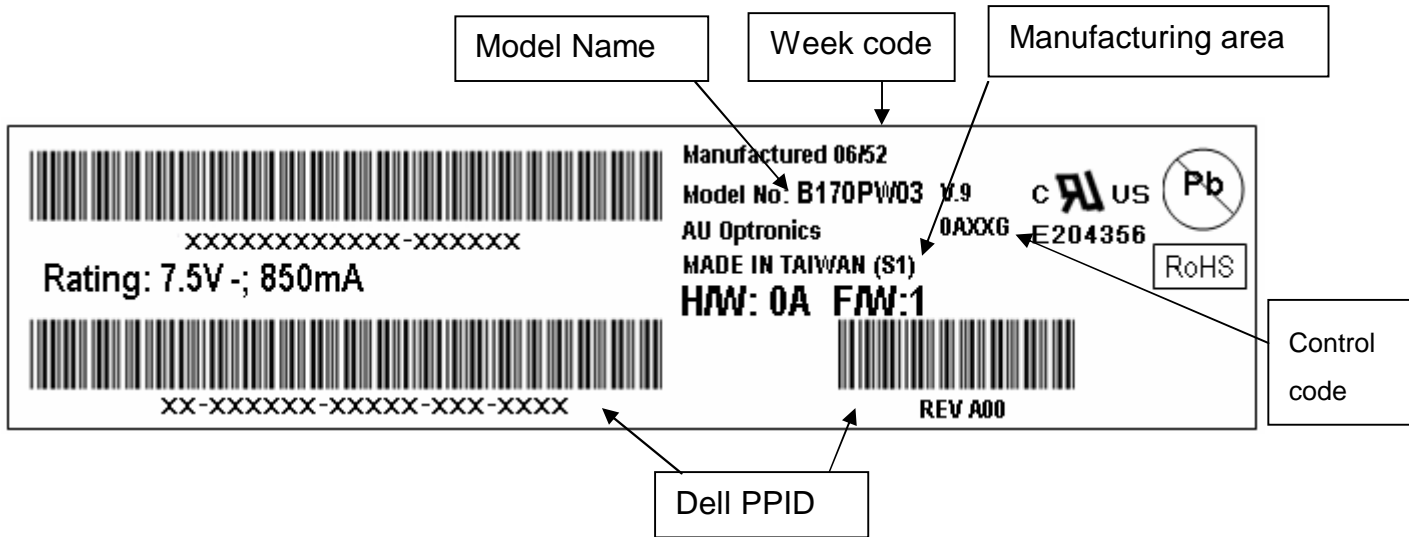 Model Name
Week code
Manufacturing area
Manufactured 06/52
Model No: B170PW03 V.9
C UL US
Pb
AU Optronics
0AXXG
E204356
XXXXXXXXXXXX-XXXXXX
MADE IN TAIWAN (S1)
RoHS
Rating: 7.5V -; 850mA
H/W: 0A F/W:1
Control
code
XX-XXXXXX-XXXXX-XXX-XXXX
REV A00
Dell PPID